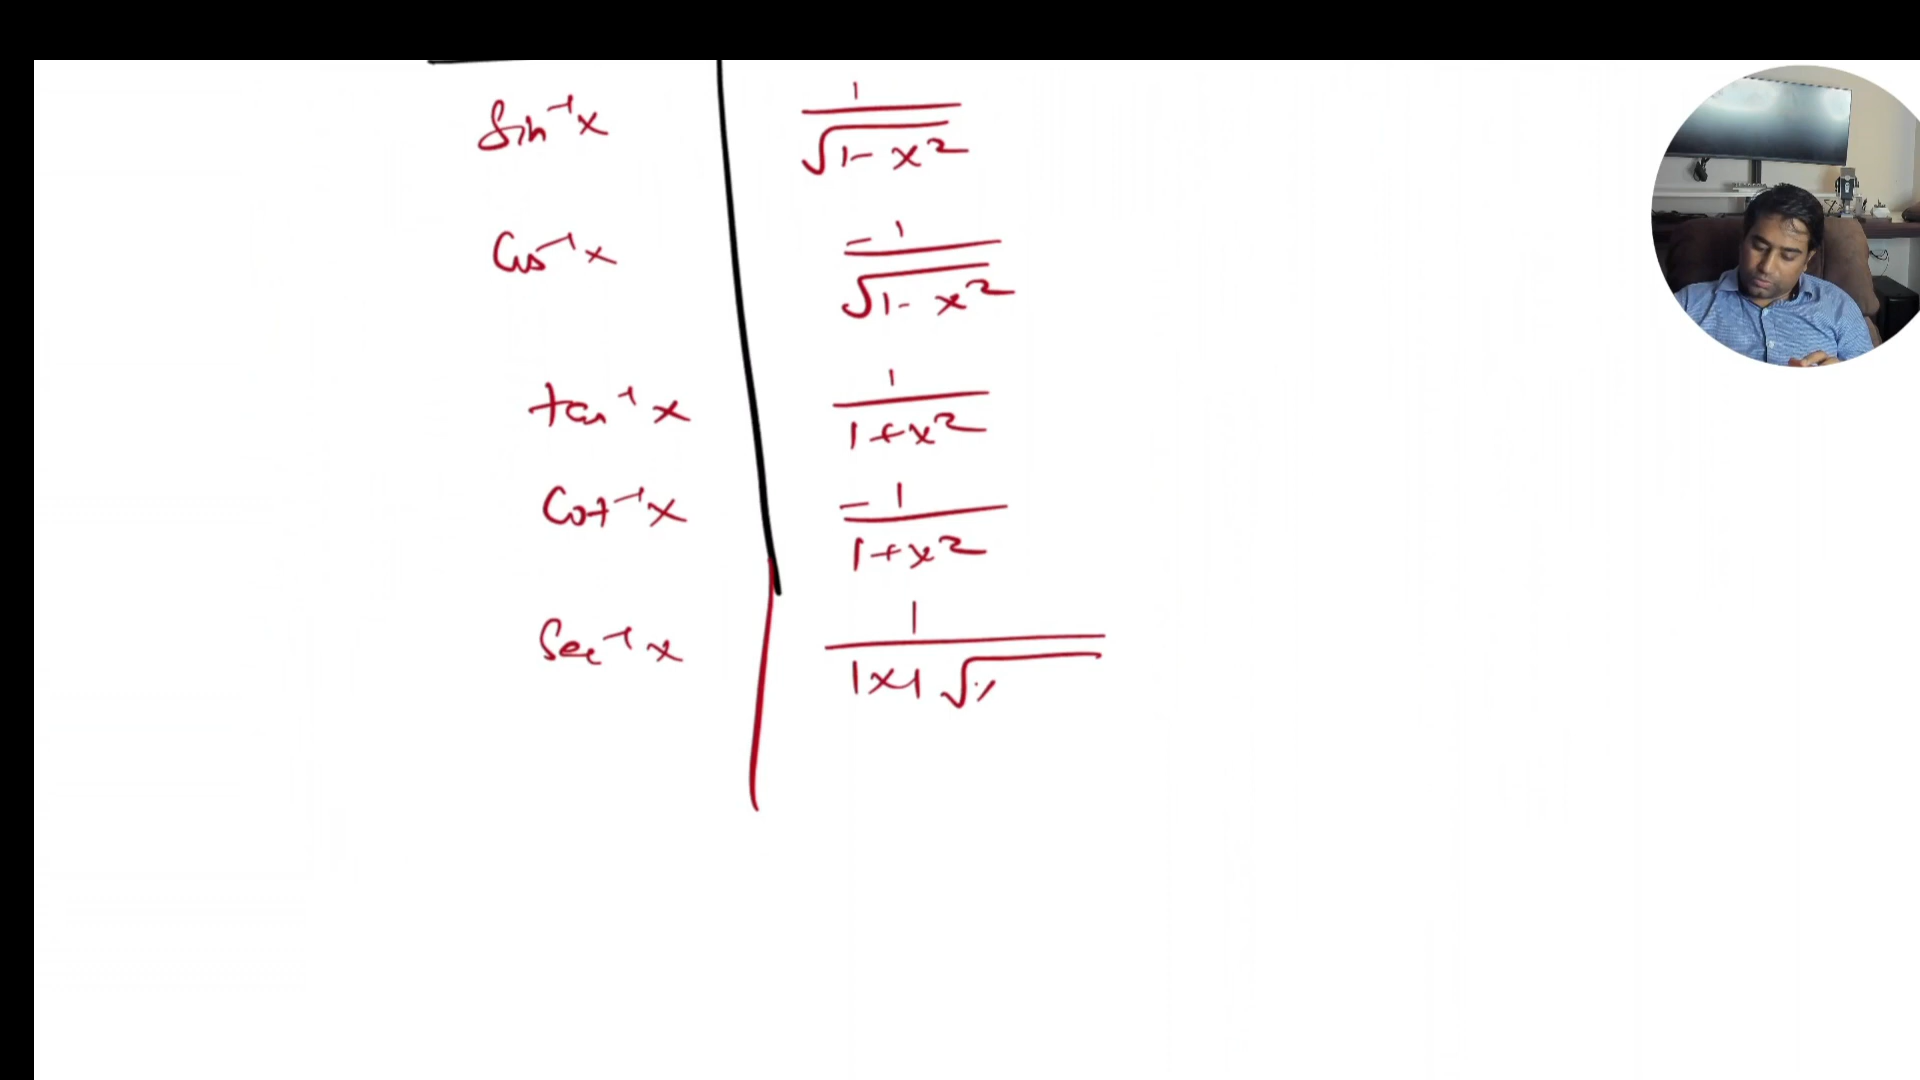 sin⁻¹x 1/√(1-x²)
cos⁻¹x -1/√(1-x²)
tan⁻¹x 1/(1+x²)
cot⁻¹x -1/(1+x²)
sec⁻¹x 1/(|x|√x